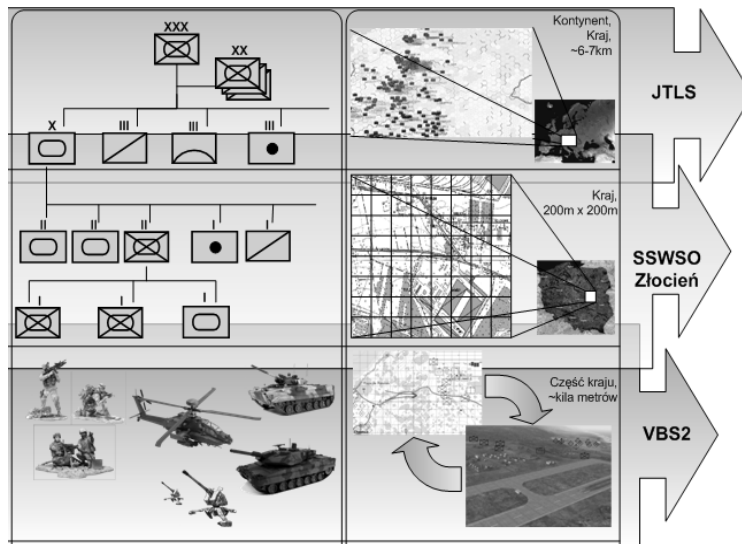 XXX
XX
X
III
III
III
Kontynent,
Kraj,
~6-7km
JTLS
II
II
II
I
I
I
I
I
Kraj,
200m x 200m
SSWSO
Złocień
Część kraju,
~kila metrów
VBS2